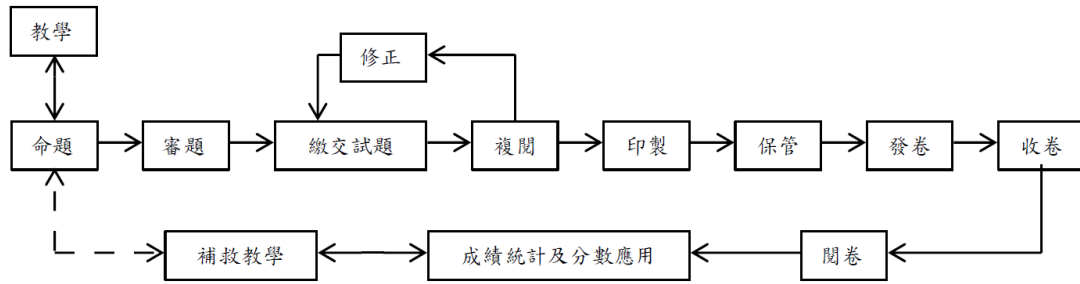 教學
修正
命題
審題
繳交試題
複閱
印製
保管
發卷
收卷
補救教學
成績統計及分數應用
閱卷